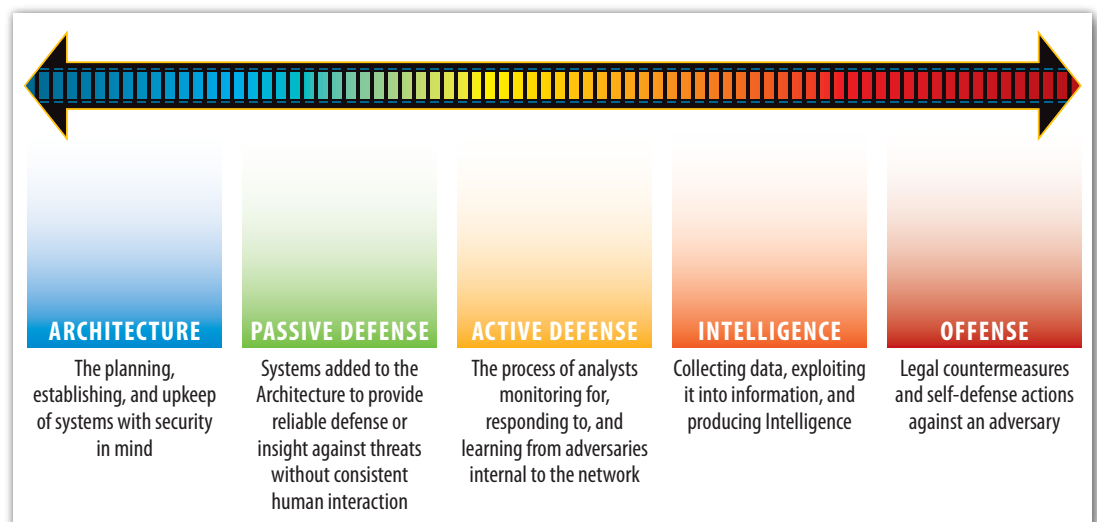 ARCHITECTURE
The planning,
establishing, and upkeep
of systems with security
in mind
PASSIVE DEFENSE
Systems added to the
Architecture to provide
reliable defense or
insight against threats
without consistent
human interaction
ACTIVE DEFENSE
The process of analysts
monitoring for,
responding to, and
learning from adversaries
internal to the network
INTELLIGENCE
Collecting data, exploiting
it into information, and
producing Intelligence
OFFENSE
Legal countermeasures
and self-defense actions
against an adversary